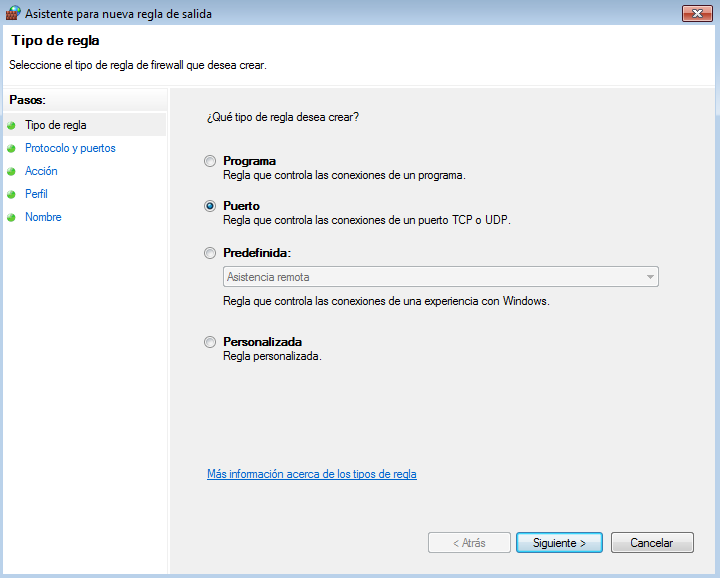 Asistente para nueva regla de salida
Tipo de regla
Seleccione el tipo de regla de firewall que desea crear.
Pasos:
Tipo de regla
Protocolo y puertos
Acción
Perfil
Nombre
¿Qué tipo de regla desea crear?
Programa
Regla que controla las conexiones de un programa.
Puerto
Regla que controla las conexiones de un puerto TCP o UDP.
Predefinida:
Asistencia remota
Regla que controla las conexiones de una experiencia con Windows.
Personalizada
Regla personalizada.
Más información acerca de los tipos de regla
< Atrás
Siguiente >
Cancelar